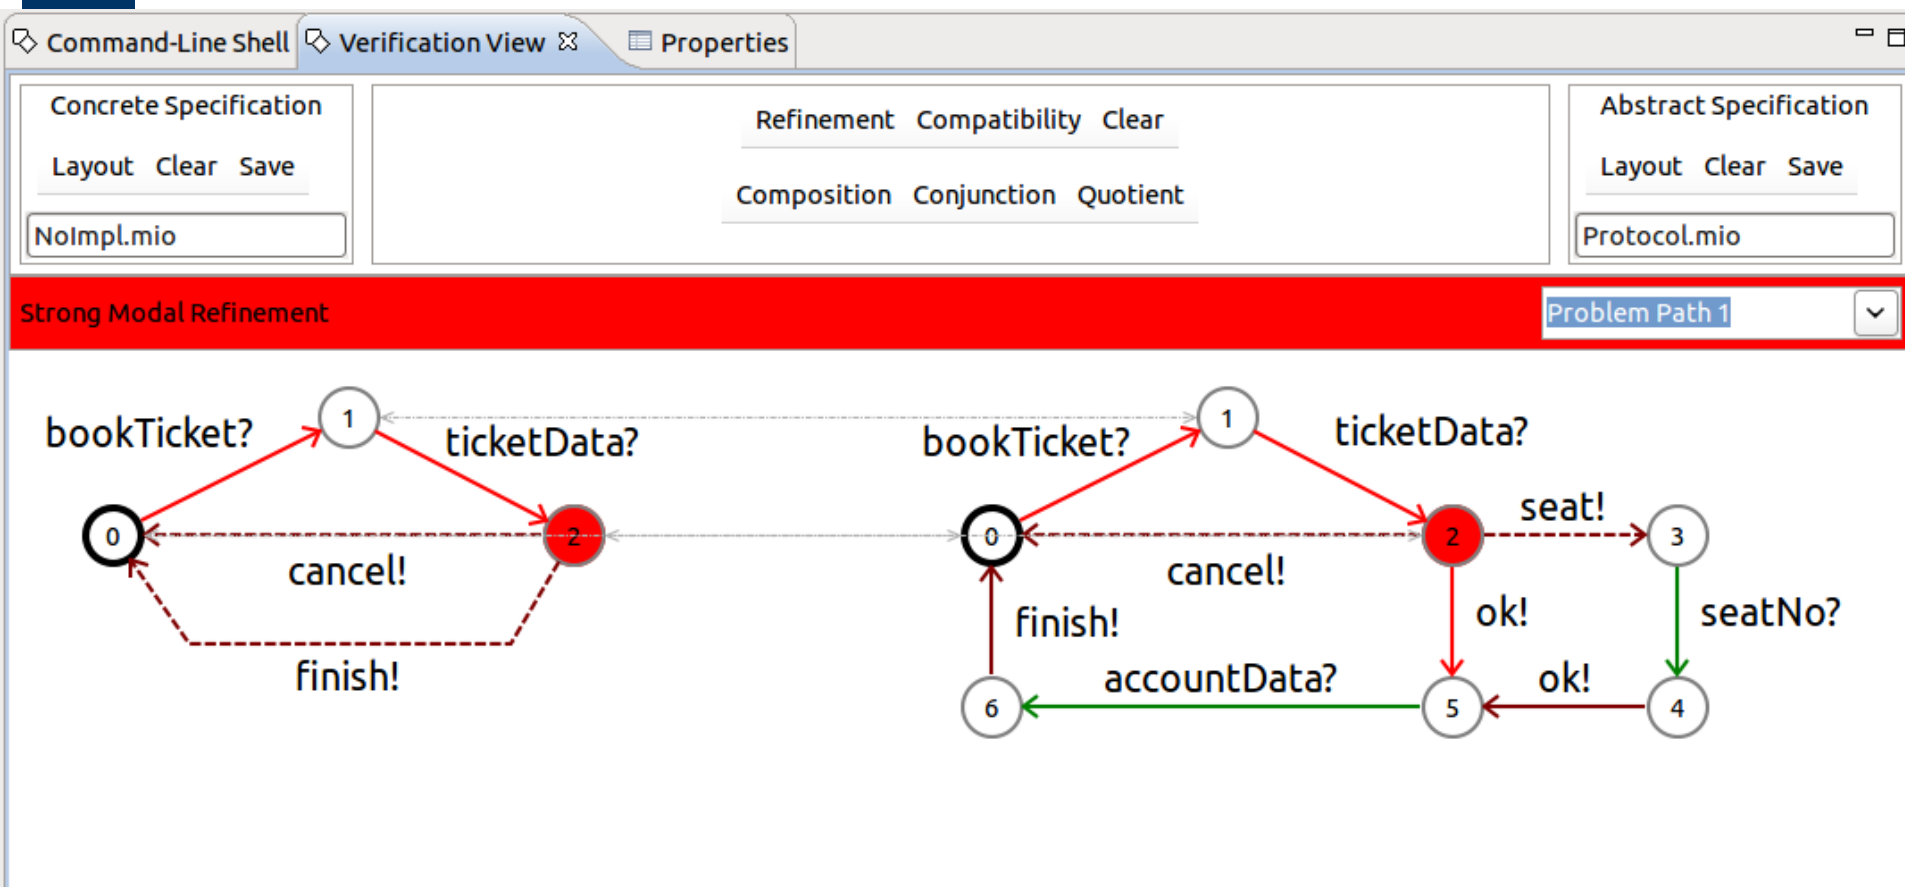 Command-Line Shell Verification View Properties
Concrete Specification
Layout Clear Save
NoImpl.mio
Refinement Compatibility Clear
Composition Conjunction Quotient
Abstract Specification
Layout Clear Save
Protocol.mio
Strong Modal Refinement
Problem Path 1
bookTicket?
1
ticketData?
0
2
cancel!
finish!
bookTicket?
1
ticketData?
0
2
seat!
3
cancel!
finish!
ok!
seatNo?
accountData?
ok!
6
5
4